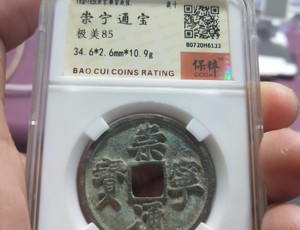 崇宁通宝
极美85
34.6*2.6mm*10.9g
BAO CUI COINS RATING
B0720H6133
保粹
崇
寧
通
寶